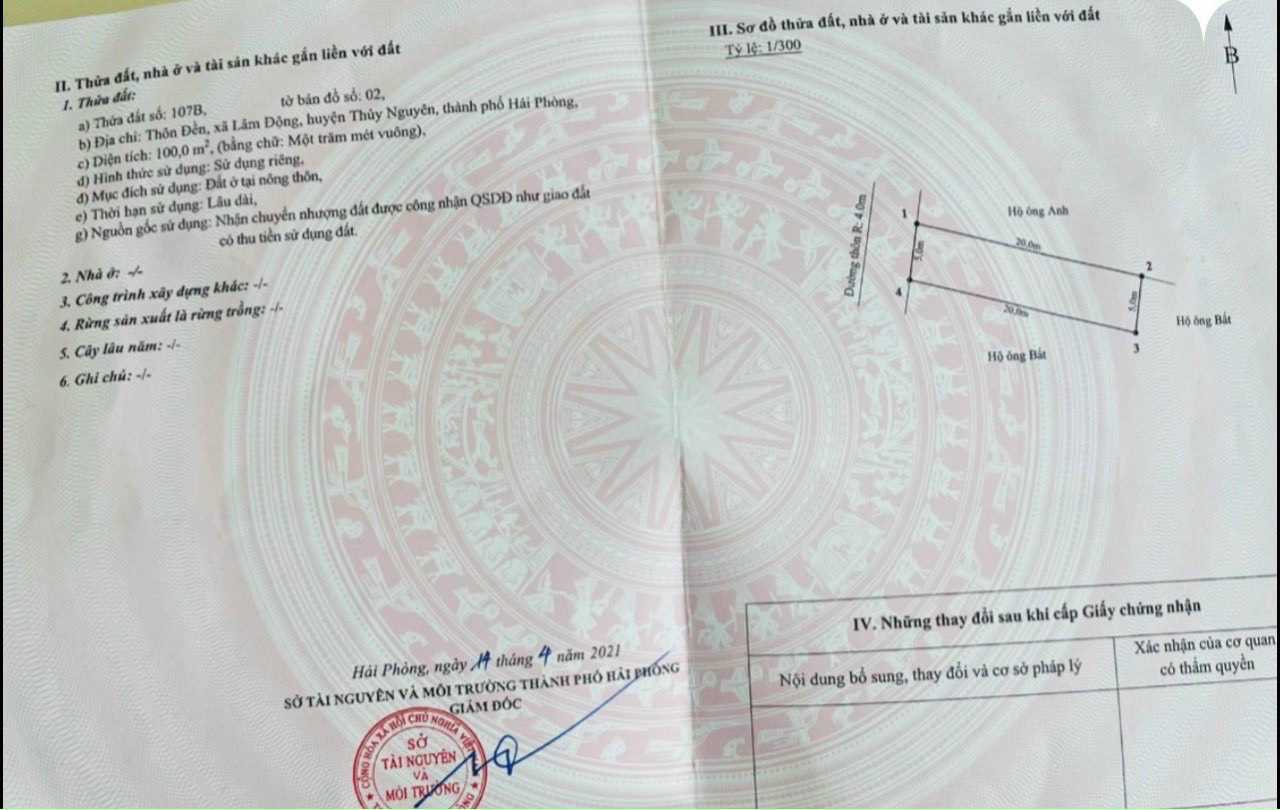 II. Thửa đất, nhà ở và tài sản khác gắn liền với đất
1. Thửa đất:
a) Thửa đất số: 107B, tờ bản đồ số: 02,
b) Địa chỉ: Thôn Đền, xã Lâm Động, huyện Thủy Nguyên, thành phố Hải Phòng,
c) Diện tích: 100,0 m², (bằng chữ: Một trăm mét vuông),
d) Hình thức sử dụng: Sử dụng riêng,
đ) Mục đích sử dụng: Đất ở tại nông thôn,
e) Thời hạn sử dụng: Lâu dài,
g) Nguồn gốc sử dụng: Nhận chuyển nhượng đất được công nhận QSDĐ như giao đất
có thu tiền sử dụng đất.
2. Nhà ở: -/-
3. Công trình xây dựng khác: -/-
4. Rừng sản xuất là rừng trồng: -/-
5. Cây lâu năm: -/-
6. Ghi chú: -/-
Hải Phòng, ngày 14 tháng 4 năm 2021
SỞ TÀI NGUYÊN VÀ MÔI TRƯỜNG THÀNH PHỐ HẢI PHÒNG
GIÁM ĐỐC
CỘNG HÒA XÃ HỘI CHỦ NGHĨA VIỆT
SỞ
TÀI NGUYÊN
VÀ
MÔI TRƯỜNG
III. Sơ đồ thửa đất, nhà ở và tài sản khác gắn liền với đất
Tỷ lệ: 1/300
B
Đường thôn R: 4.0m
1
Hộ ông Anh
20.0m
2
5.0m
4
20.0m
5.0m
Hộ ông Bất
3
Hộ ông Bất
IV. Những thay đổi sau khi cấp Giấy chứng nhận
Nội dung bổ sung, thay đổi và cơ sở pháp lý
Xác nhận của cơ quan
có thẩm quyền